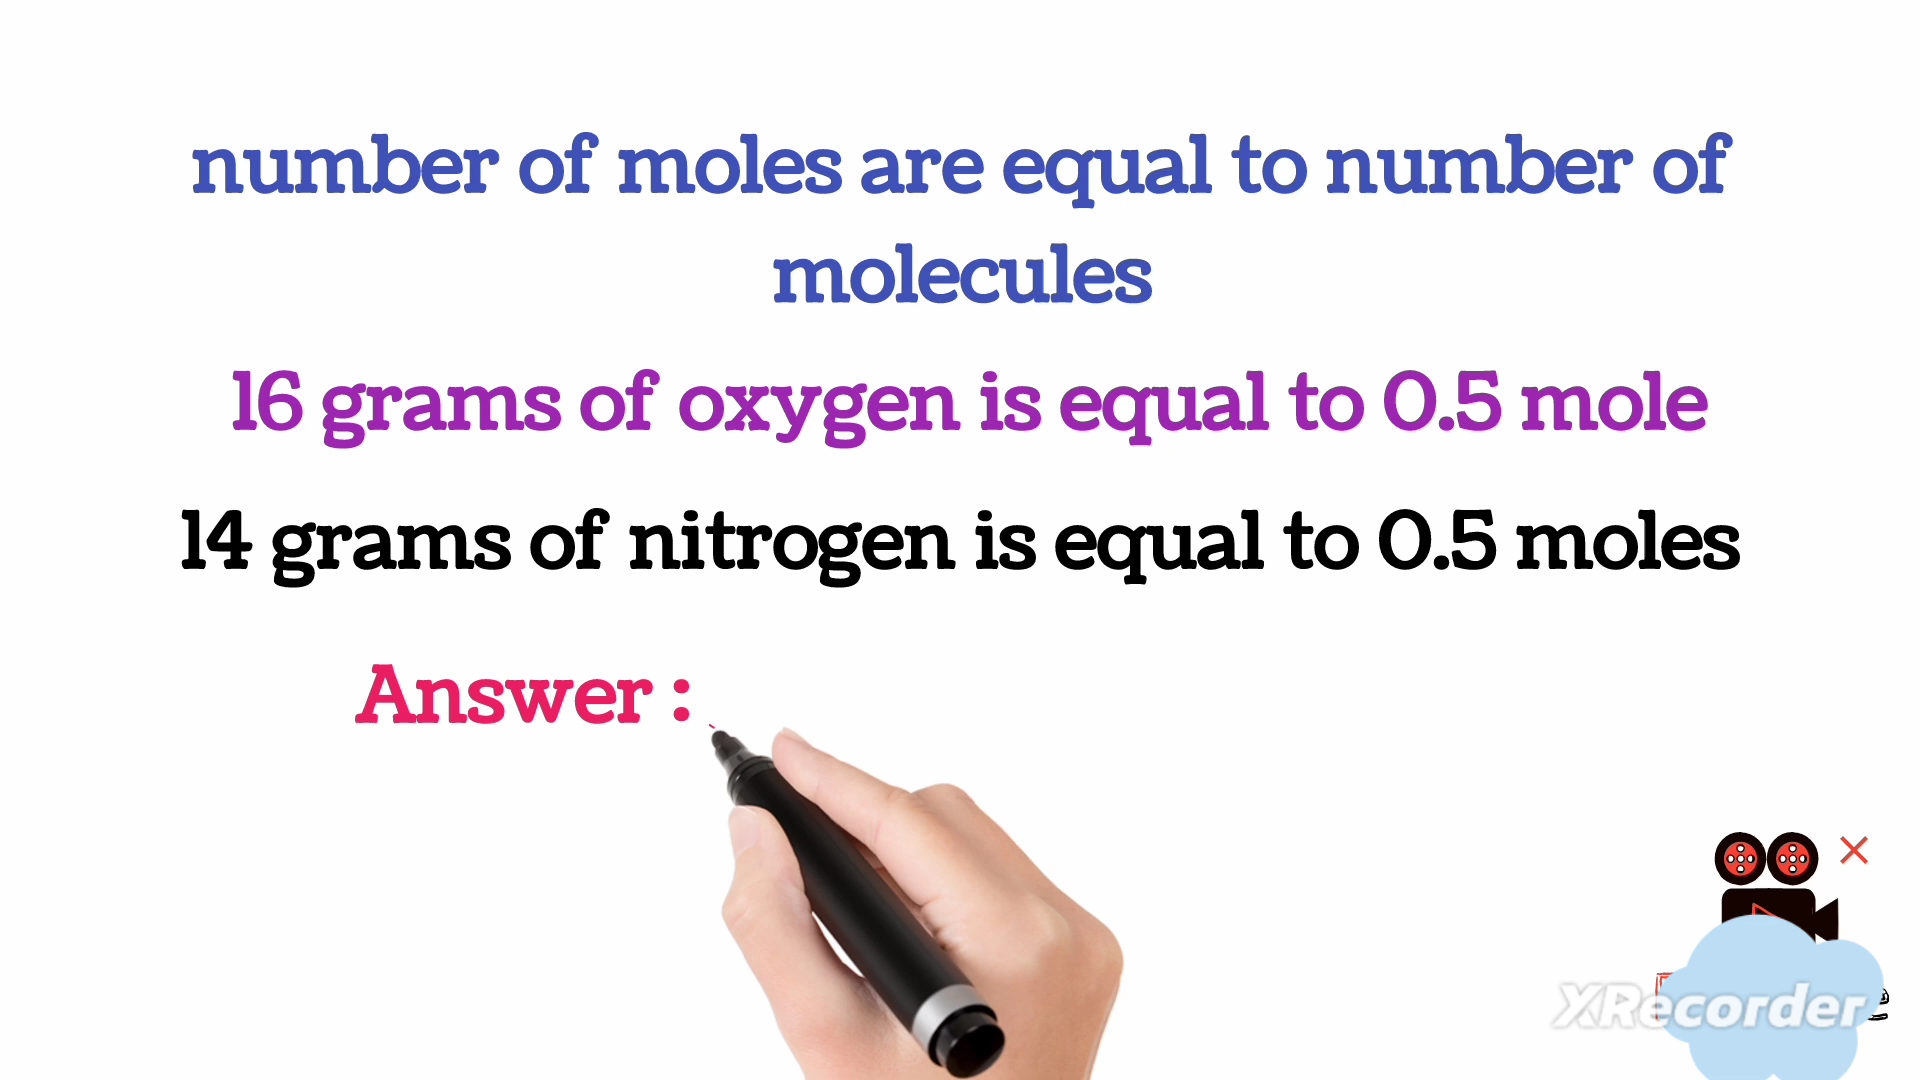 number of moles are equal to number of
molecules
16 grams of oxygen is equal to 0.5 mole
14 grams of nitrogen is equal to 0.5 moles
Answer :
XRecorder